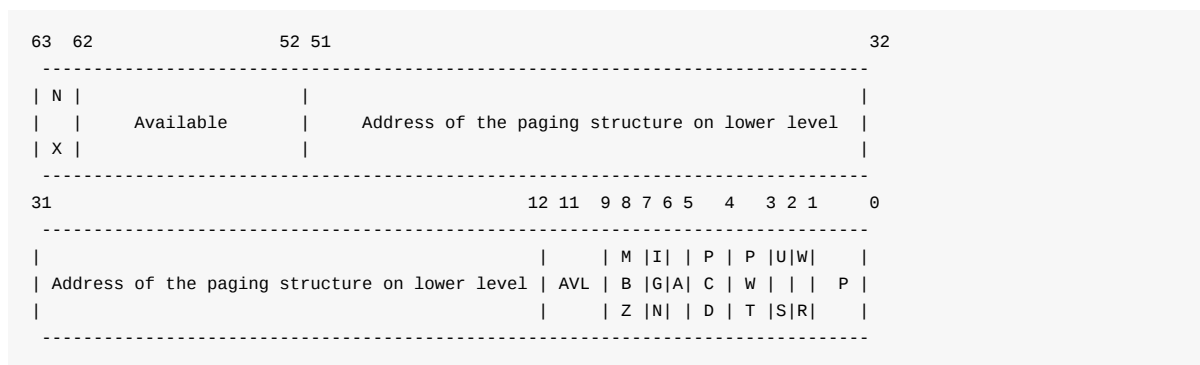 63  62                  52 51                                                    32
 --------------------------------------------------------------------------------
| N |                     |                                                     |
|   |     Available       |     Address of the paging structure on lower level  |
| X |                     |                                                     |
 --------------------------------------------------------------------------------
31                                              12 11  9 8 7 6 5   4   3 2 1     0
 --------------------------------------------------------------------------------
|                                                |     | M |I| | P | P |U|W|    |
| Address of the paging structure on lower level | AVL | B |G|A| C | W | | |  P |
|                                                |     | Z |N| | D | T |S|R|    |
 --------------------------------------------------------------------------------